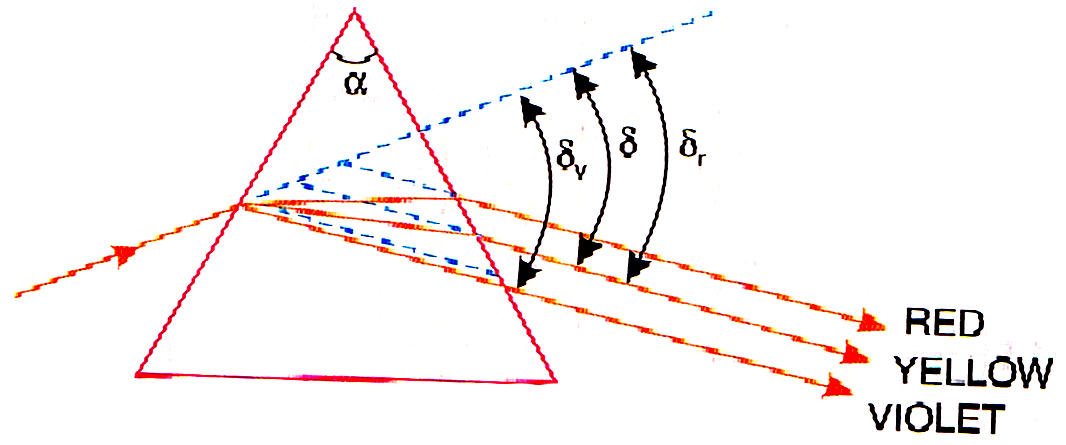 α
δv
δ
δr
RED
YELLOW
VIOLET